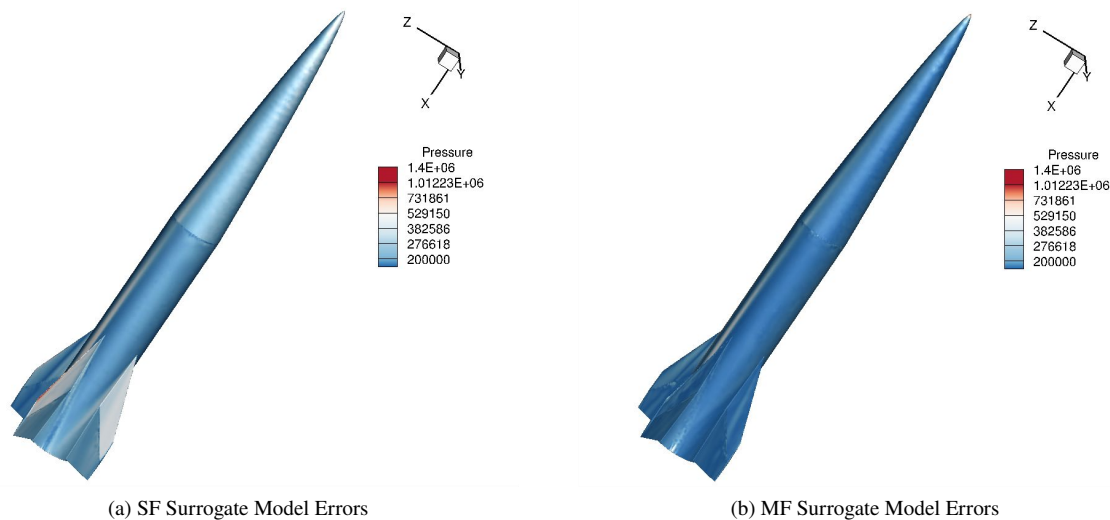 Z
Y
X
Pressure
1.4E+06
1.01223E+06
731861
529150
382586
276618
200000
(a) SF Surrogate Model Errors
Z
Y
X
Pressure
1.4E+06
1.01223E+06
731861
529150
382586
276618
200000
(b) MF Surrogate Model Errors